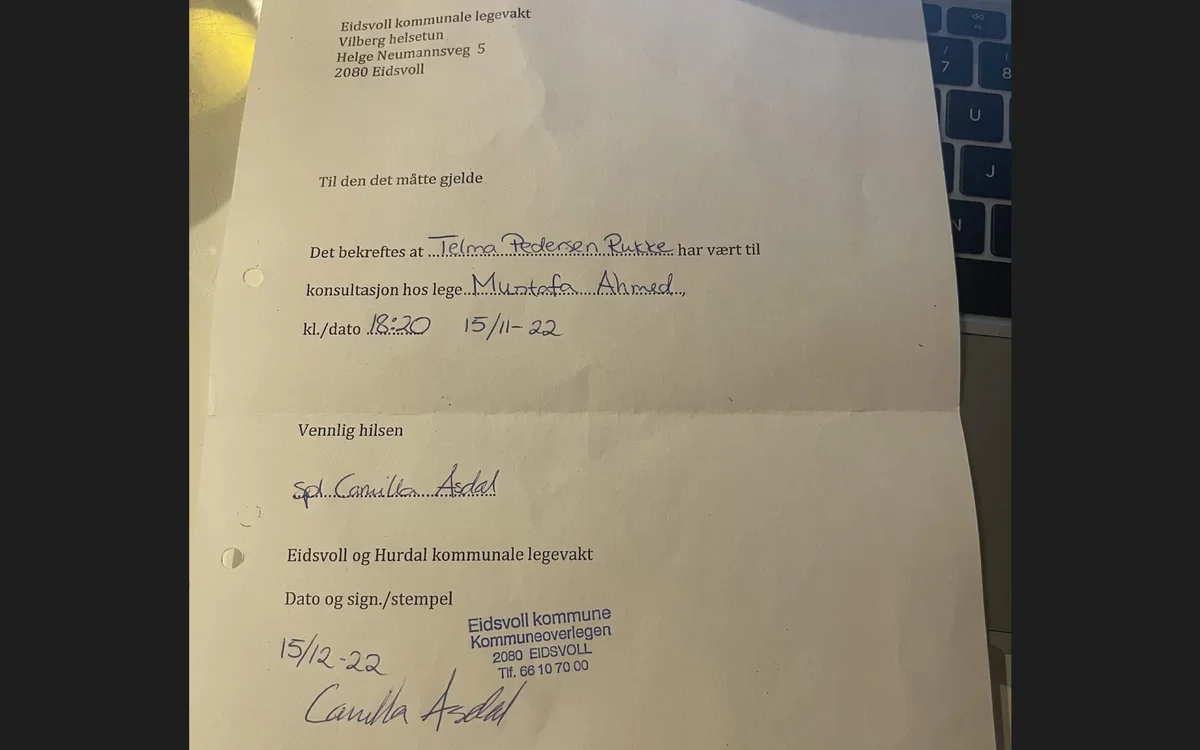 Eidsvoll kommunale legevakt
Vilberg helsetun
Helge Neumannsveg 5
2080 Eidsvoll
Til den det måtte gjelde
Det bekreftes at Telma Pedersen Rukke har vært til
konsultasjon hos lege Mustafa Ahmed,
kl./dato 18:20 15/11-22
Vennlig hilsen
spl. Camilla Asdal
Eidsvoll og Hurdal kommunale legevakt
Dato og sign./stempel
Eidsvoll kommune
Kommuneoverlegen
2080 EIDSVOLL
Tlf. 66 10 70 00
15/12-22
Camilla Asdal
/
7
8
U
J
N